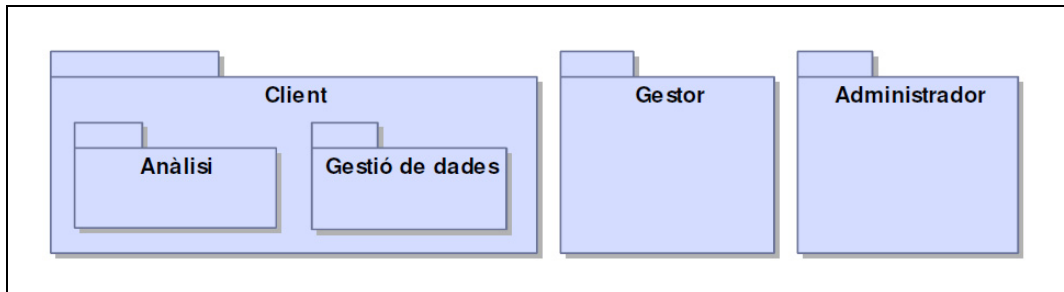 Client
Gestor
Administrador
Anàlisi
Gestió de dades